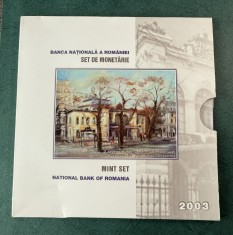 BANCA NAȚIONALĂ A ROMÂNIEI
SET DE MONETĂRIE
MINT SET
NATIONAL BANK OF ROMANIA
2003